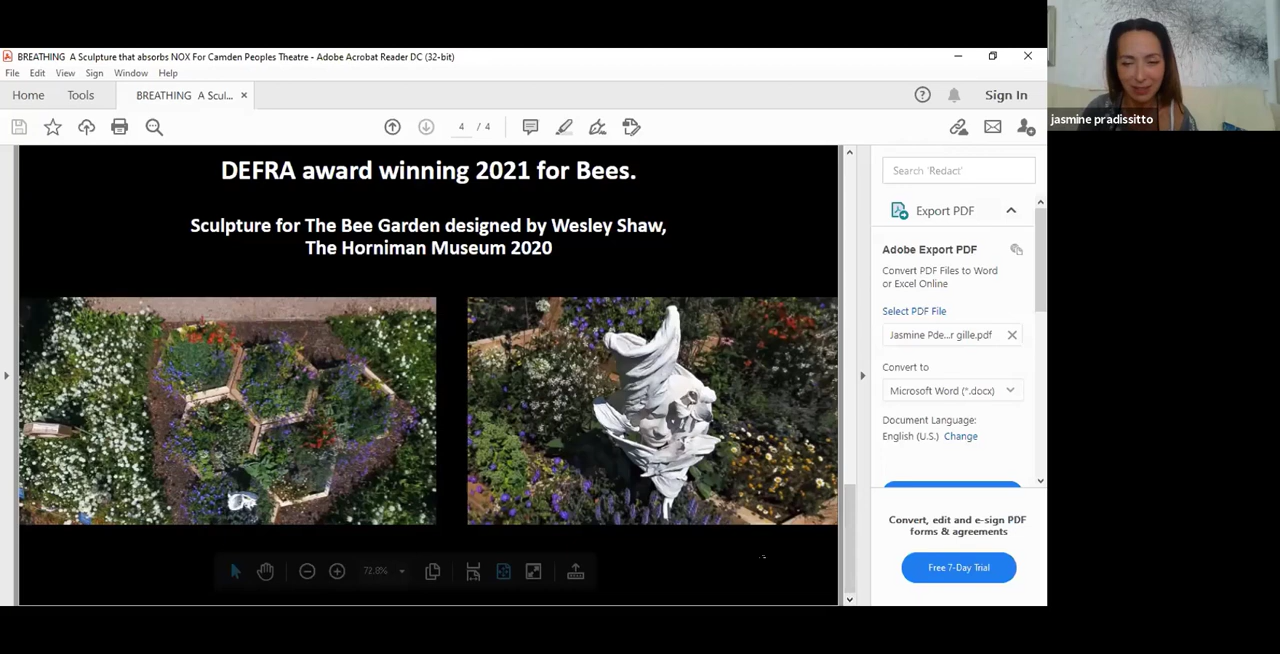 BREATHING  A Sculpture that absorbs NOX For Camden Peoples Theatre - Adobe Acrobat Reader DC (32-bit)
File Edit View Sign Window Help
Home Tools BREATHING  A Scul... × Sign In
4 / 4
jasmine pradissitto
DEFRA award winning 2021 for Bees.
Sculpture for The Bee Garden designed by Wesley Shaw,
The Horniman Museum 2020
72.8%
Search 'Redact'
Export PDF
Adobe Export PDF
Convert PDF Files to Word
or Excel Online
Select PDF File
Jasmine Pde...r gille.pdf
Convert to
Microsoft Word (*.docx)
Document Language:
English (U.S.) Change
Convert, edit and e-sign PDF
forms & agreements
Free 7-Day Trial